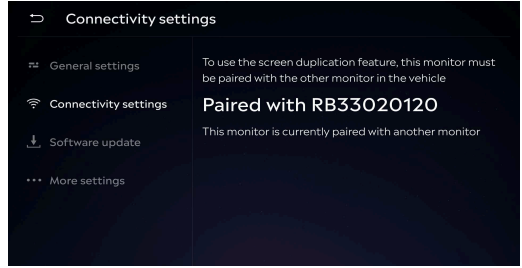 Connectivity settings
General settings
Connectivity settings
Software update
More settings
To use the screen duplication feature, this monitor must
be paired with the other monitor in the vehicle
Paired with RB33020120
This monitor is currently paired with another monitor